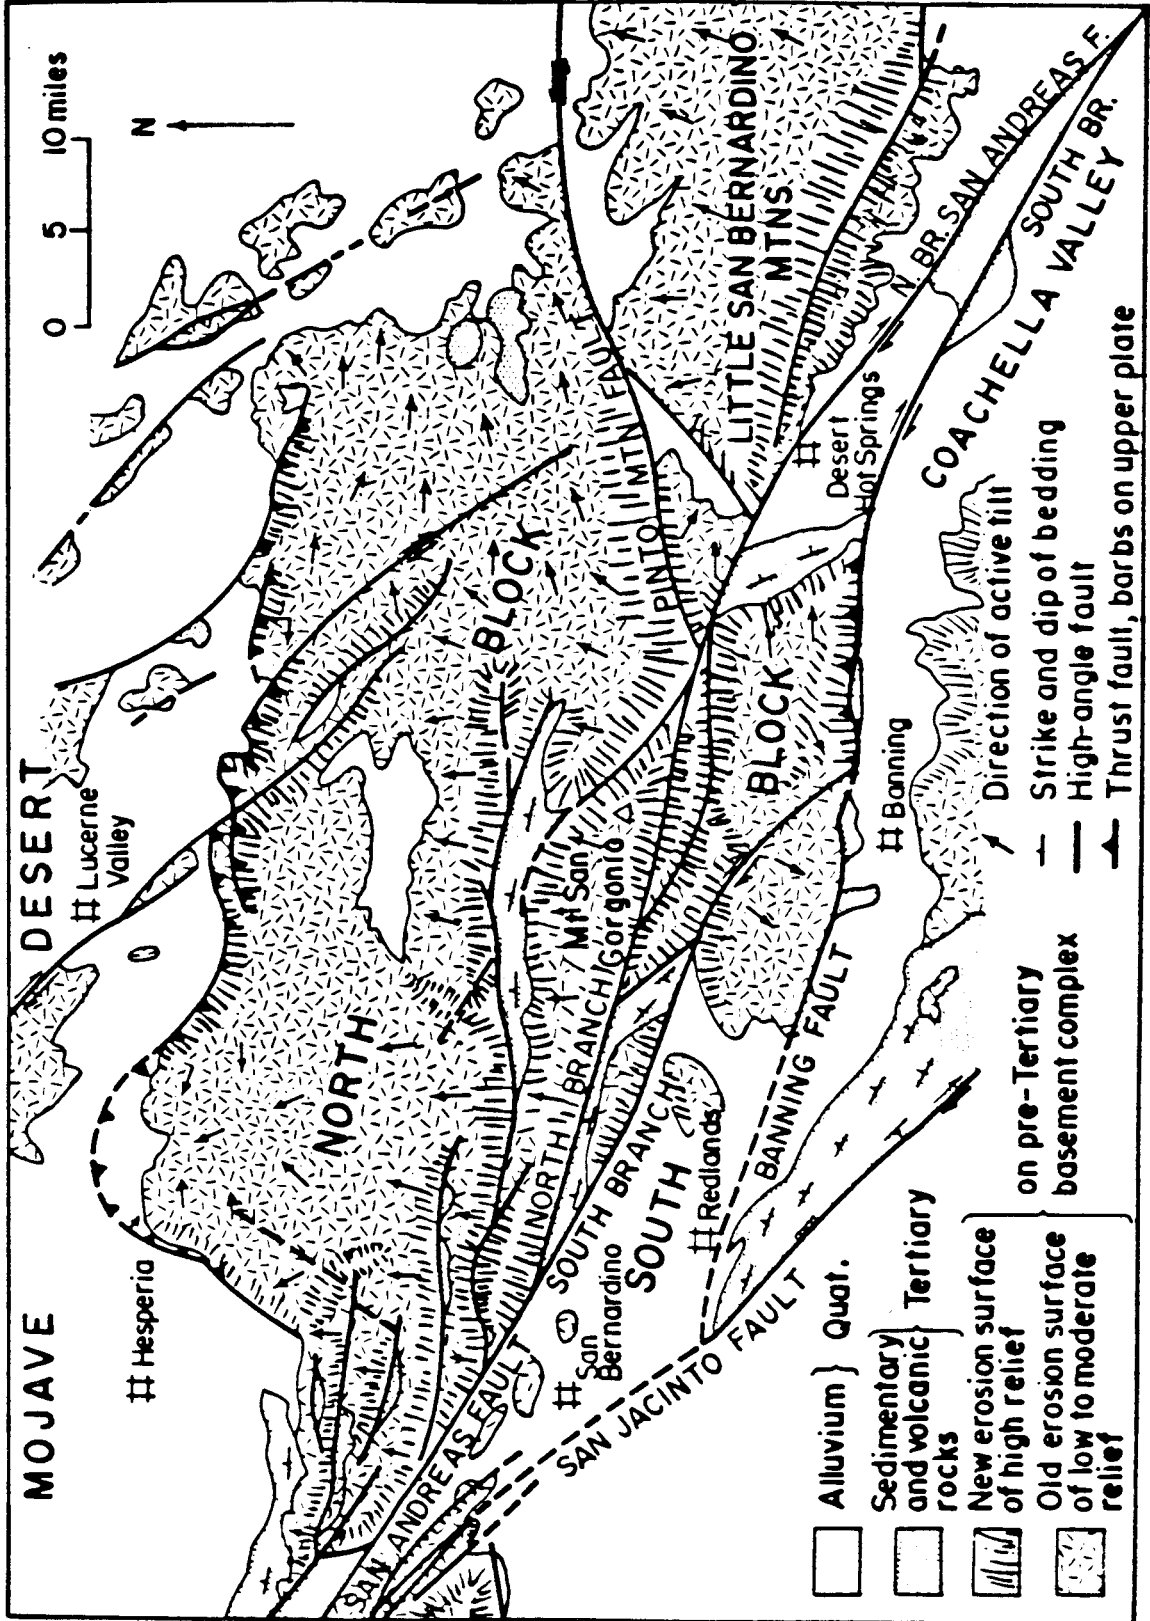 MOJAVE
DESERT
0 5 10 miles
N
Hesperia
Lucerne
Valley
NORTH
BLOCK
PINTO MTN FAULT
LITTLE SAN BERNARDINO
MTNS
Mt San
Gorgonio
NORTH BRANCH
SAN ANDREAS FAULT
SOUTH BRANCH
San
Bernardino
SOUTH
BLOCK
Redlands
Desert
Hot Springs
N. BR. SAN ANDREAS F.
SOUTH BR.
COACHELLA VALLEY
BANNING FAULT
Banning
SAN JACINTO FAULT
Alluvium } Quat.
Sedimentary
and volcanic } Tertiary
rocks
New erosion surface
of high relief
Old erosion surface
of low to moderate
relief
on pre-Tertiary
basement complex
Direction of active tilt
Strike and dip of bedding
High-angle fault
Thrust fault, barbs on upper plate